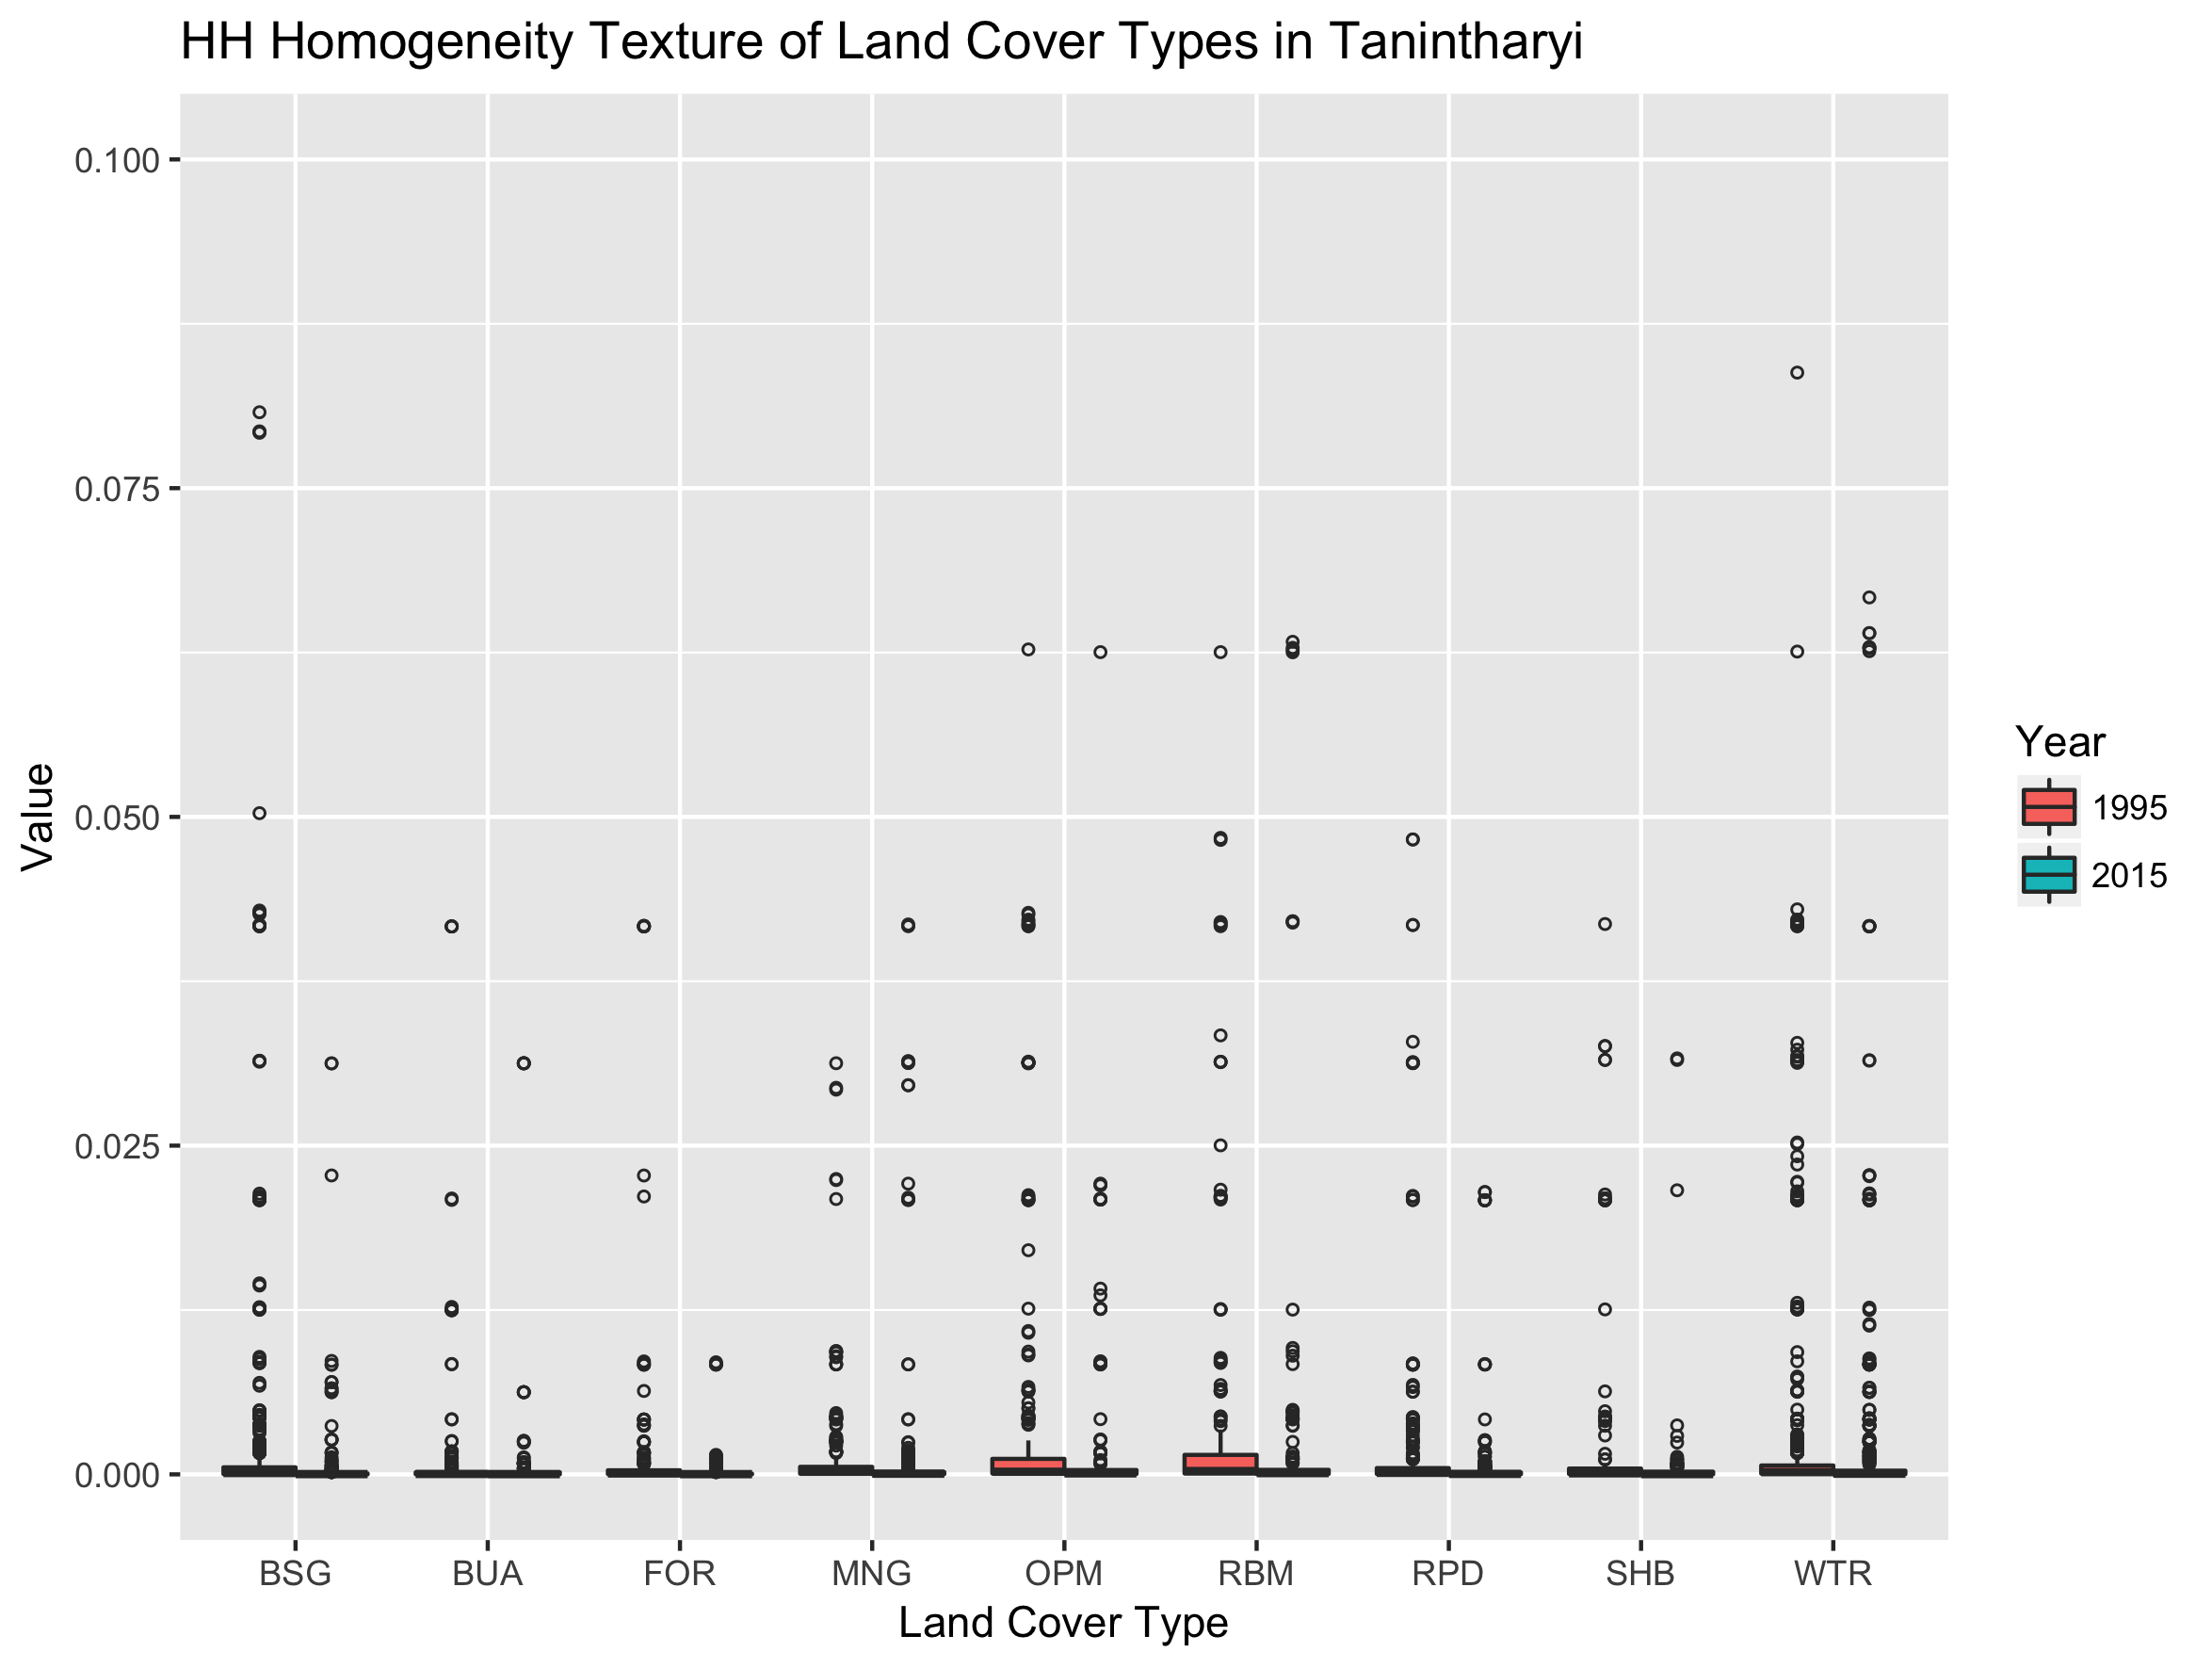 HH Homogeneity Texture of Land Cover Types in Tanintharyi
0.100
0.075
0.050
0.025
0.000
Value
BSG BUA FOR MNG OPM RBM RPD SHB WTR
Land Cover Type
Year
1995
2015